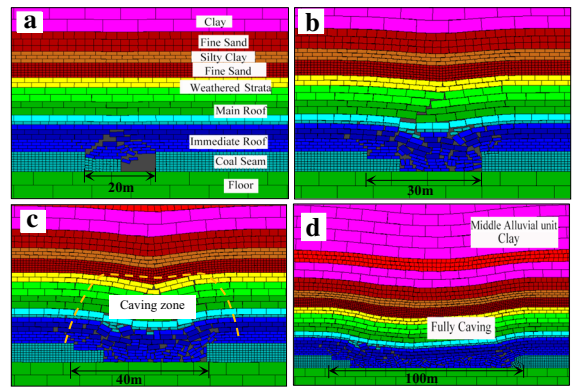 a
Clay
Fine Sand
Silty Clay
Fine Sand
Weathered Strata
Main Roof
Immediate Roof
Coal Seam
20m
Floor
b
30m
c
Caving zone
40m
d
Middle Alluvial unit
Clay
Fully Caving
100m